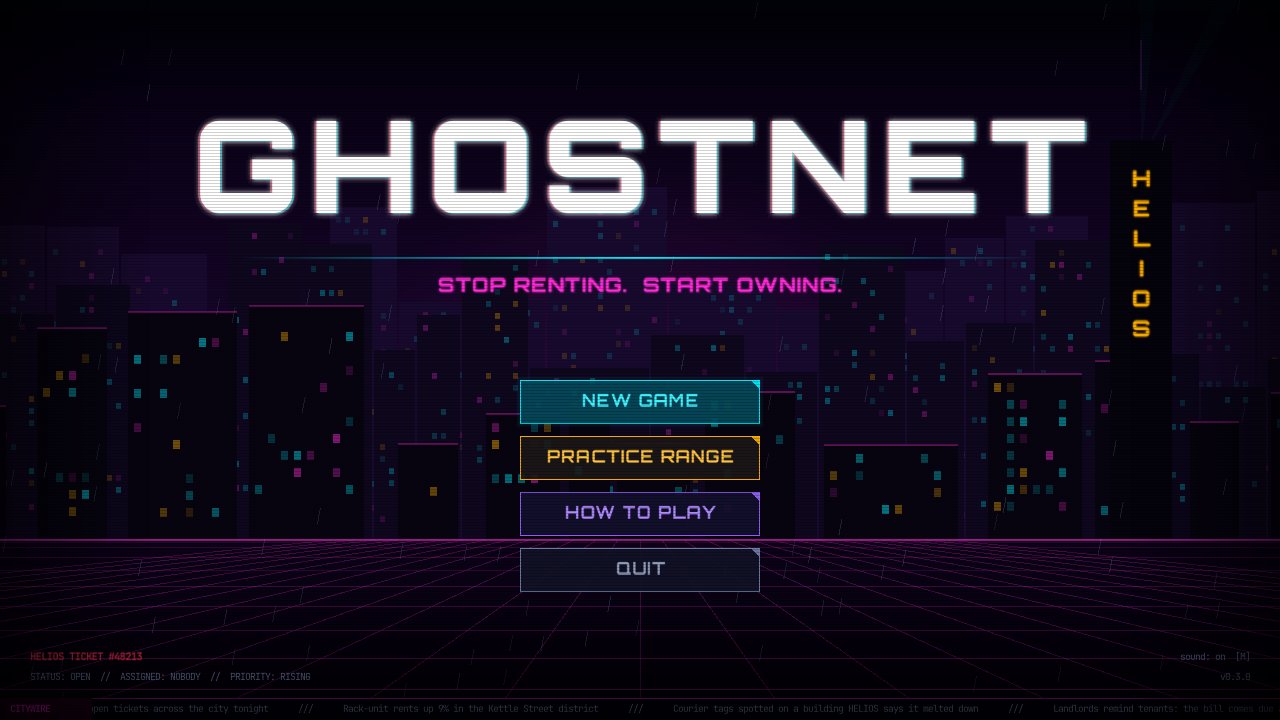 GHOSTNET
HELIOS
STOP RENTING. START OWNING.
NEW GAME
PRACTICE RANGE
HOW TO PLAY
QUIT
HELIOS TICKET #48213
STATUS: OPEN // ASSIGNED: NOBODY // PRIORITY: RISING
sound: on [M]
v0.3.0
CITYWIRE pen tickets across the city tonight /// Rack-unit rents up 9% in the Kettle Street district /// Courier tags spotted on a building HELIOS says it melted down /// Landlords remind tenants: the bill comes due